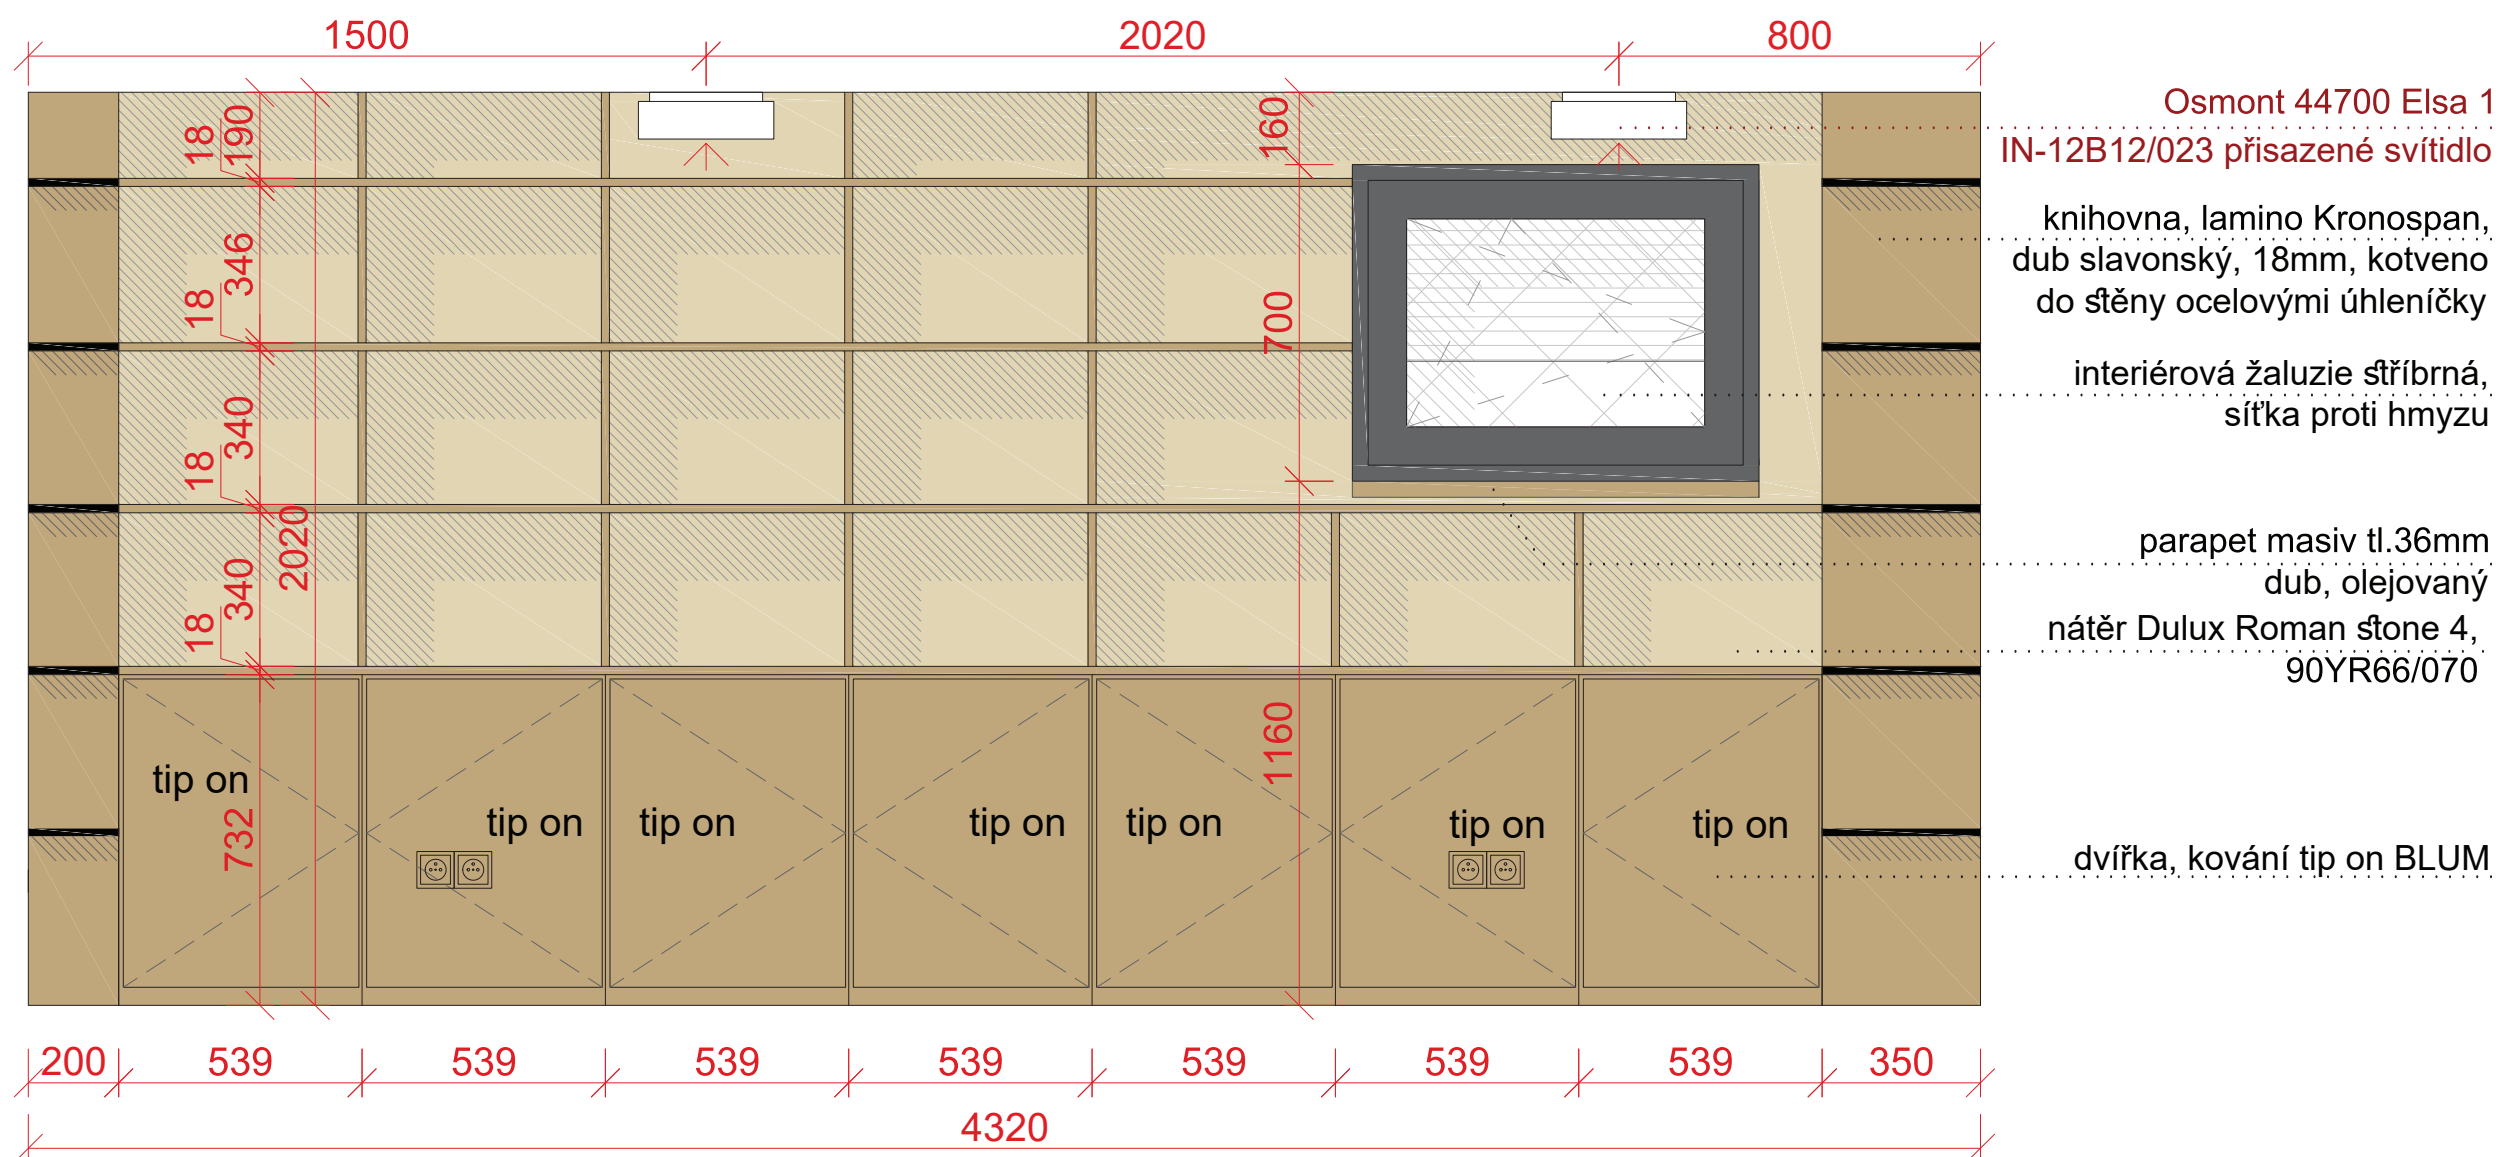 1500
2020
800
Osmont 44700 Elsa 1
IN-12B12/023 přisazené svítidlo
knihovna, lamino Kronospan,
dub slavonský, 18mm, kotveno
do stěny ocelovými úhleníčky
interiérová žaluzie stříbrná,
síťka proti hmyzu
parapet masiv tl.36mm
dub, olejovaný
nátěr Dulux Roman stone 4,
90YR66/070
dvířka, kování tip on BLUM
18
190
18
346
18
340
18
340
2020
732
160
700
1160
tip on
tip on
tip on
tip on
tip on
tip on
tip on
200
539
539
539
539
539
539
539
350
4320